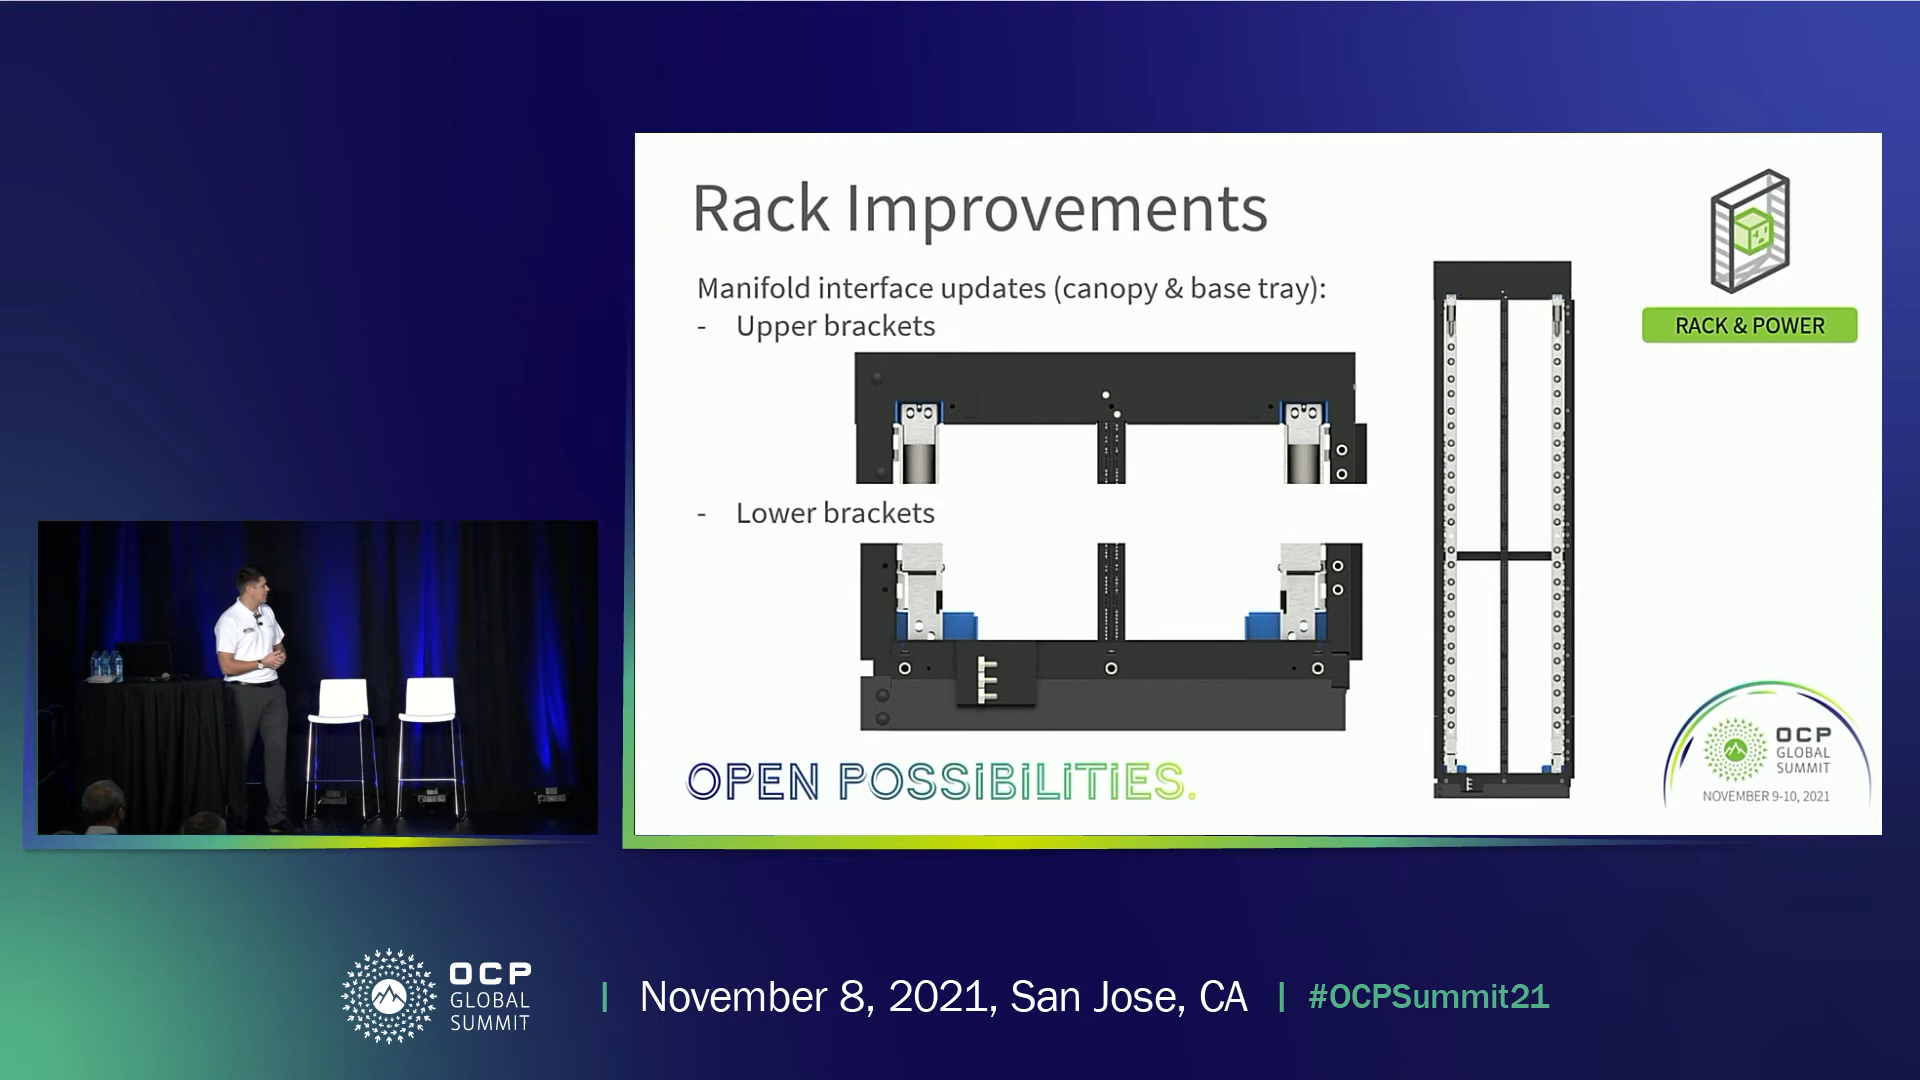 Rack Improvements
Manifold interface updates (canopy & base tray):
- Upper brackets
- Lower brackets
RACK & POWER
OPEN POSSIBILITIES.
OCP
GLOBAL
SUMMIT
NOVEMBER 9-10, 2021
OCP
GLOBAL
SUMMIT
| November 8, 2021, San Jose, CA | #OCPSummit21